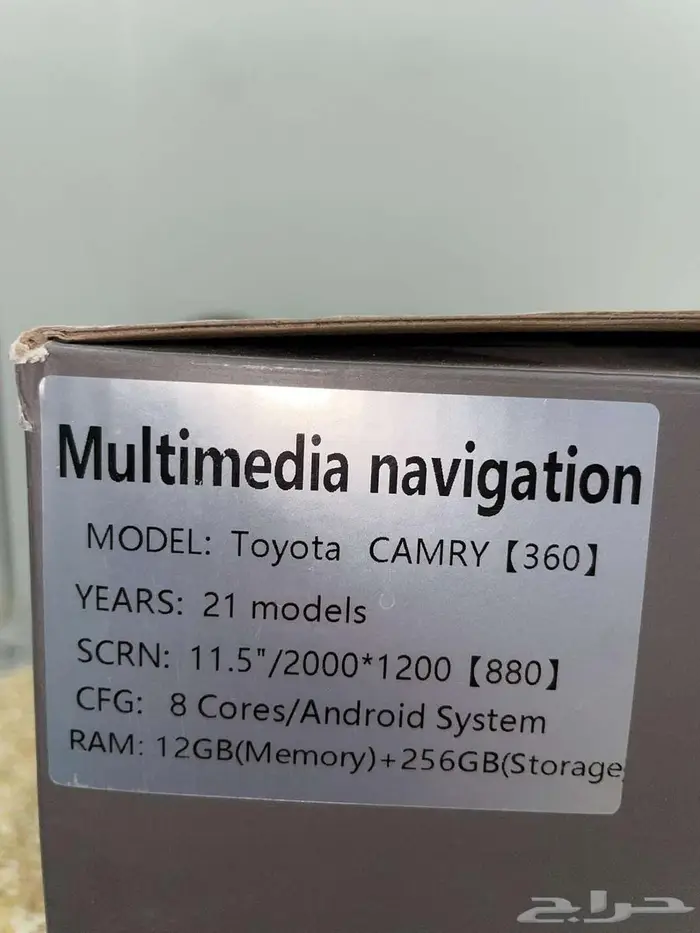 Multimedia navigation
MODEL: Toyota CAMRY【360】
YEARS: 21 models
SCRN: 11.5"/2000*1200【880】
CFG: 8 Cores/Android System
RAM: 12GB(Memory)+256GB(Storage
حراج